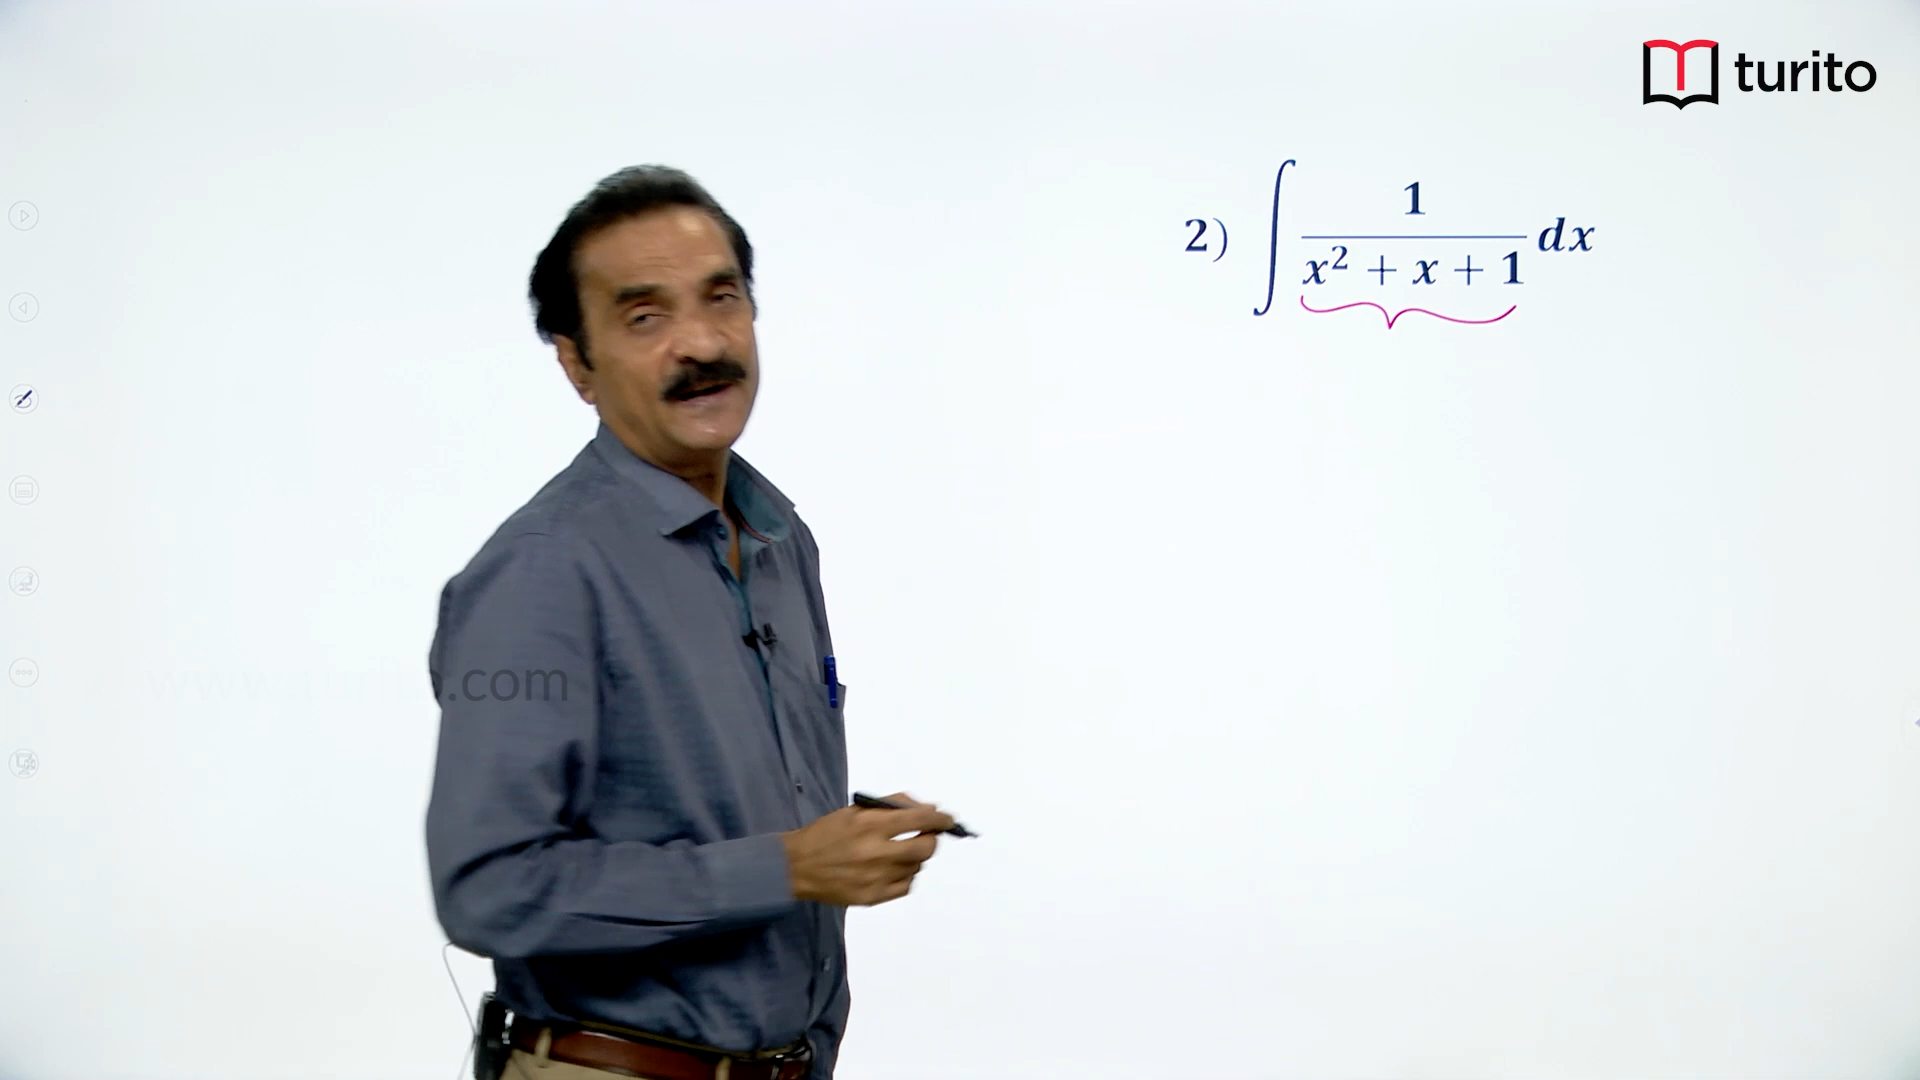 turito
2) ∫ 1 / (x² + x + 1) dx
www.turito.com